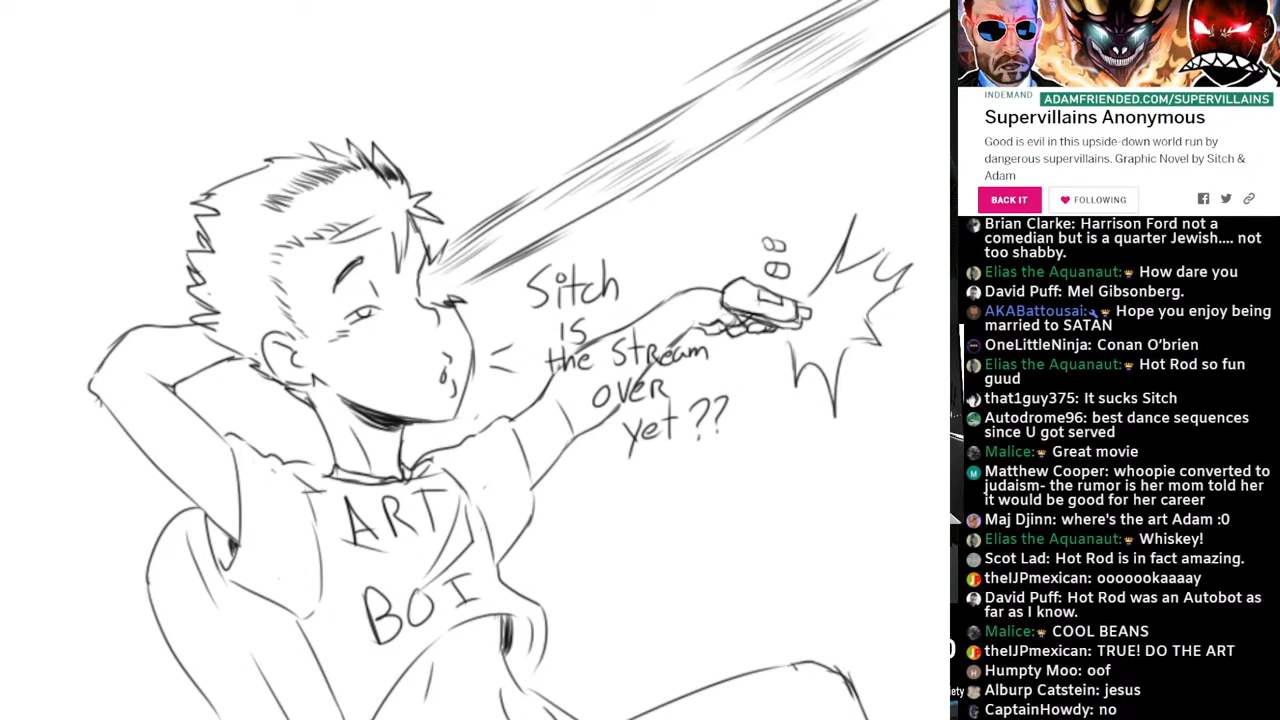 Sitch
IS
the Stream
over
yet??
ART
BOI
INDEMAND
ADAMFRIENDED.COM/SUPERVILLAINS
Supervillains Anonymous
Good is evil in this upside-down world run by
dangerous supervillains. Graphic Novel by Sitch &
Adam
BACK IT
FOLLOWING
Brian Clarke: Harrison Ford not a
comedian but is a quarter Jewish.... not
too shabby.
Elias the Aquanaut: How dare you
David Puff: Mel Gibsonberg.
AKABattousai: Hope you enjoy being
married to SATAN
OneLittleNinja: Conan O'brien
Elias the Aquanaut: Hot Rod so fun
guud
that1guy375: It sucks Sitch
Autodrome96: best dance sequences
since U got served
Malice: Great movie
Matthew Cooper: whoopie converted to
judaism- the rumor is her mom told her
it would be good for her career
Maj Djinn: where's the art Adam :0
Elias the Aquanaut: Whiskey!
Scot Lad: Hot Rod is in fact amazing.
theIJPmexican: ooooookaaaay
David Puff: Hot Rod was an Autobot as
far as I know.
Malice: COOL BEANS
theIJPmexican: TRUE! DO THE ART
Humpty Moo: oof
Alburp Catstein: jesus
CaptainHowdy: no